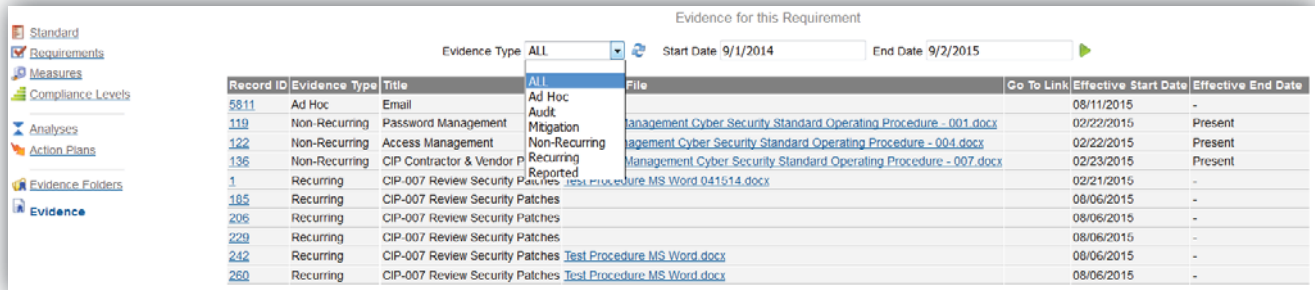 Evidence for this Requirement
Standard
Requirements
Measures
Compliance Levels
Analyses
Action Plans
Evidence Folders
Evidence
Evidence Type ALL Start Date 9/1/2014 End Date 9/2/2015
ALL
Ad Hoc
Audit
Mitigation
Non-Recurring
Recurring
Reported
Record ID Evidence Type Title File Go To Link Effective Start Date Effective End Date
5811 Ad Hoc Email 08/11/2015 -
119 Non-Recurring Password Management Management Cyber Security Standard Operating Procedure - 001.docx 02/22/2015 Present
122 Non-Recurring Access Management Cyber Security Standard Operating Procedure - 004.docx 02/22/2015 Present
136 Non-Recurring CIP Contractor & Vendor P Management Cyber Security Standard Operating Procedure - 007.docx 02/23/2015 Present
1 Recurring CIP-007 Review Security Patches Test Procedure MS Word 041514.docx 02/21/2015 -
185 Recurring CIP-007 Review Security Patches 08/06/2015 -
206 Recurring CIP-007 Review Security Patches 08/06/2015 -
229 Recurring CIP-007 Review Security Patches 08/06/2015 -
242 Recurring CIP-007 Review Security Patches Test Procedure MS Word.docx 08/06/2015 -
260 Recurring CIP-007 Review Security Patches Test Procedure MS Word.docx 08/06/2015 -